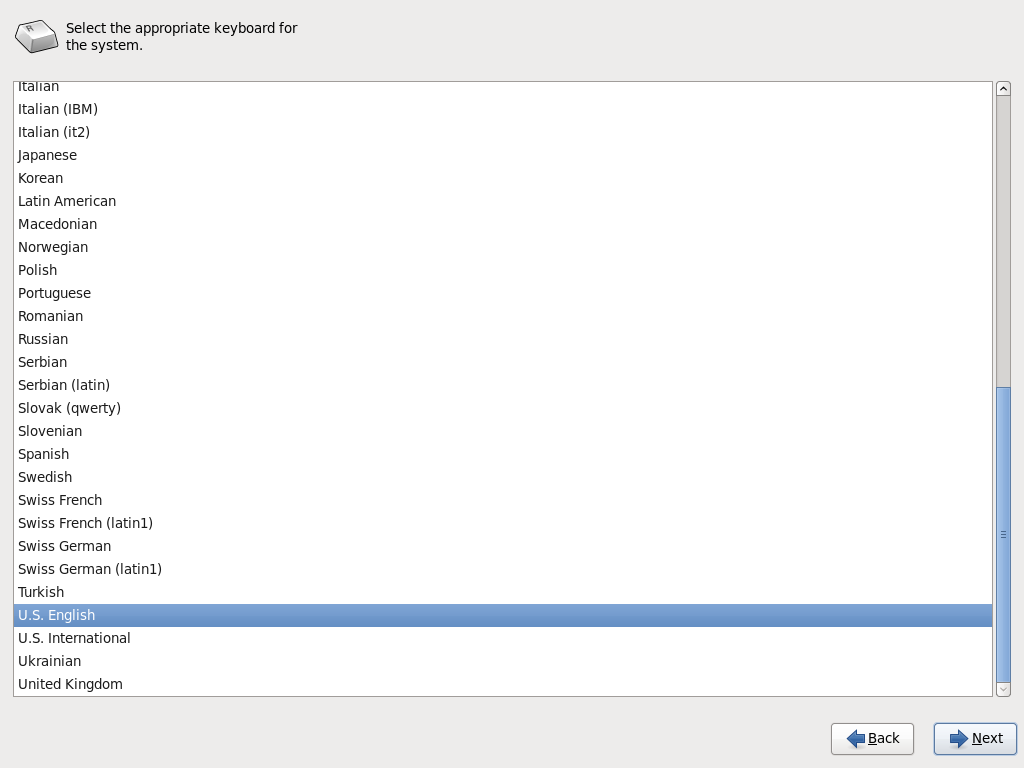 Select the appropriate keyboard for
the system.
Italian
Italian (IBM)
Italian (it2)
Japanese
Korean
Latin American
Macedonian
Norwegian
Polish
Portuguese
Romanian
Russian
Serbian
Serbian (latin)
Slovak (qwerty)
Slovenian
Spanish
Swedish
Swiss French
Swiss French (latin1)
Swiss German
Swiss German (latin1)
Turkish
U.S. English
U.S. International
Ukrainian
United Kingdom
Back
Next